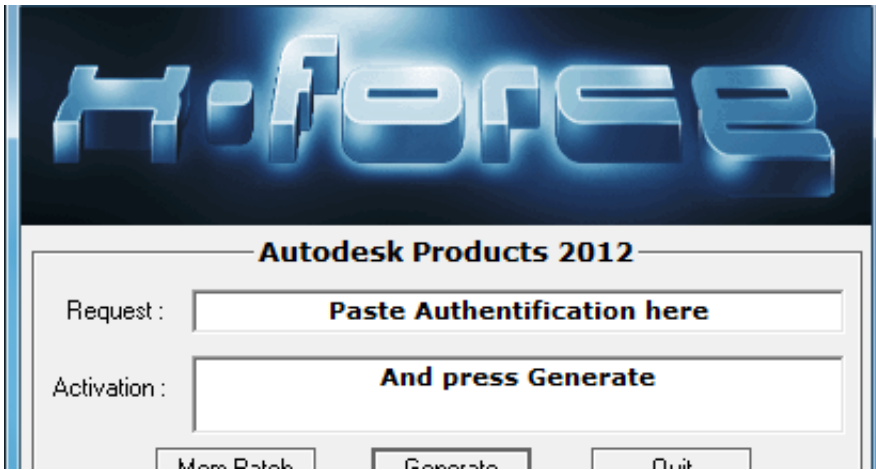 x-force
Autodesk Products 2012
Request :
Paste Authentification here
Activation :
And press Generate
Mem Patch
Generate
Quit